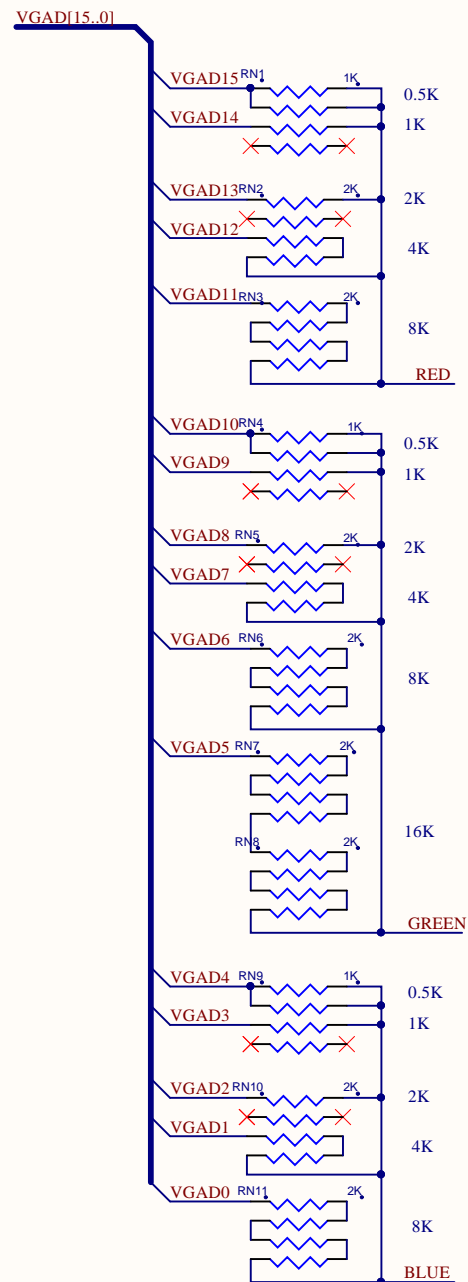 VGAD[15..0]
VGAD15 RN1 1K 0.5K
VGAD14 1K
VGAD13 RN2 2K 2K
VGAD12 4K
VGAD11 RN3 2K 8K
RED
VGAD10 RN4 1K 0.5K
VGAD9 1K
VGAD8 RN5 2K 2K
VGAD7 4K
VGAD6 RN6 2K 8K
VGAD5 RN7 2K
16K
RN8 2K
GREEN
VGAD4 RN9 1K 0.5K
VGAD3 1K
VGAD2 RN10 2K 2K
VGAD1 4K
VGAD0 RN11 2K 8K
BLUE